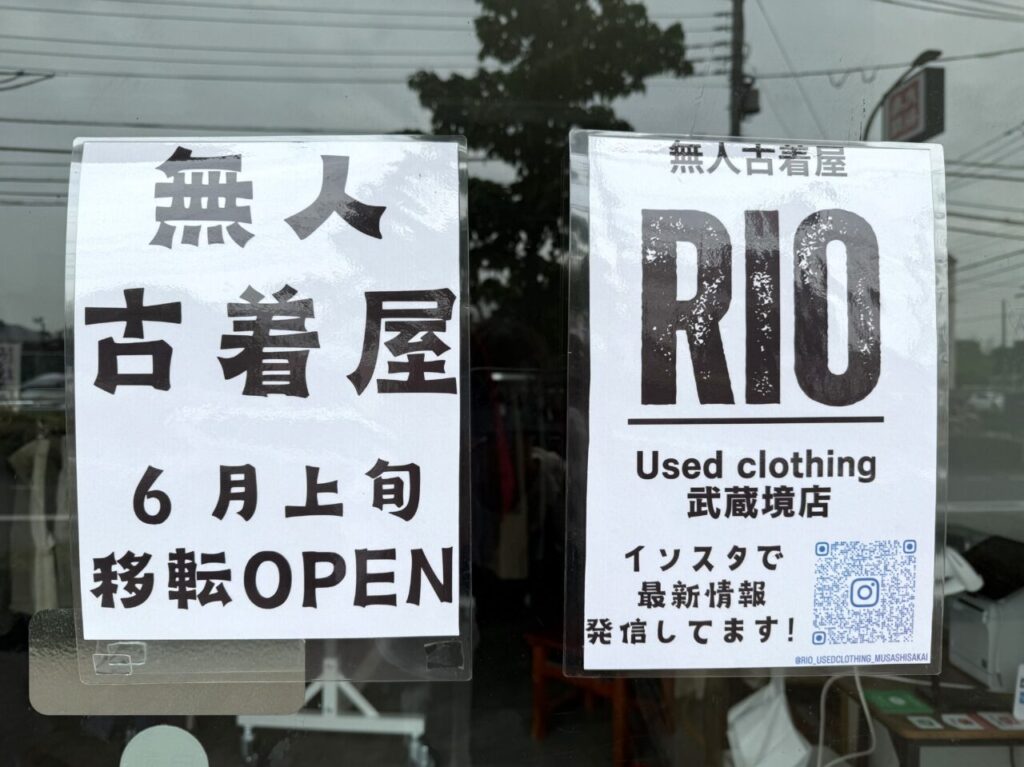 無人
古着屋
6月上旬
移転OPEN
無人古着屋
RIO
Used clothing
武蔵境店
インスタで
最新情報
発信してます!
@RIO_USEDCLOTHING_MUSASHISAKAI